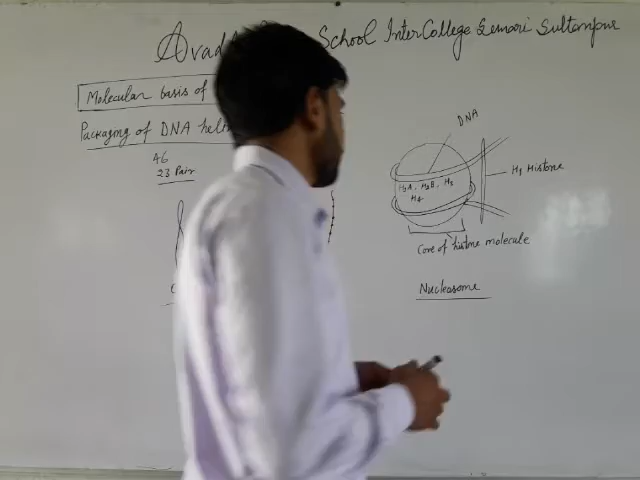 School InterCollege Semari Sultanpur
Molecular basis of
Packaging of DNA
46
23 Pair
DNA
H2A, H2B, H3
H4
H1 Histone
Core of histone molecule
Nucleosome